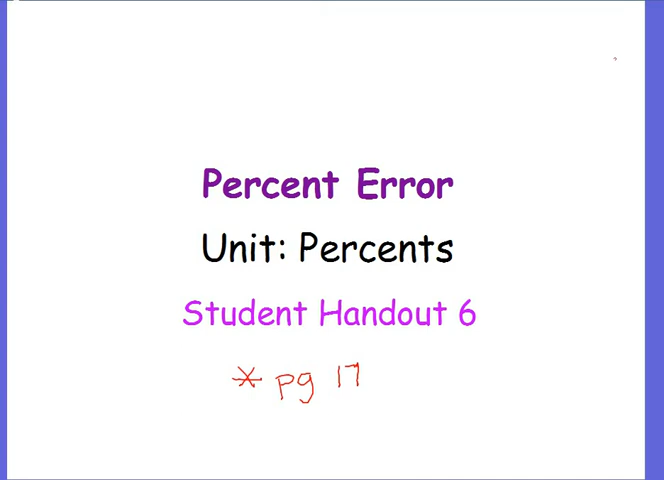 Percent Error
Unit: Percents
Student Handout 6
* pg 17